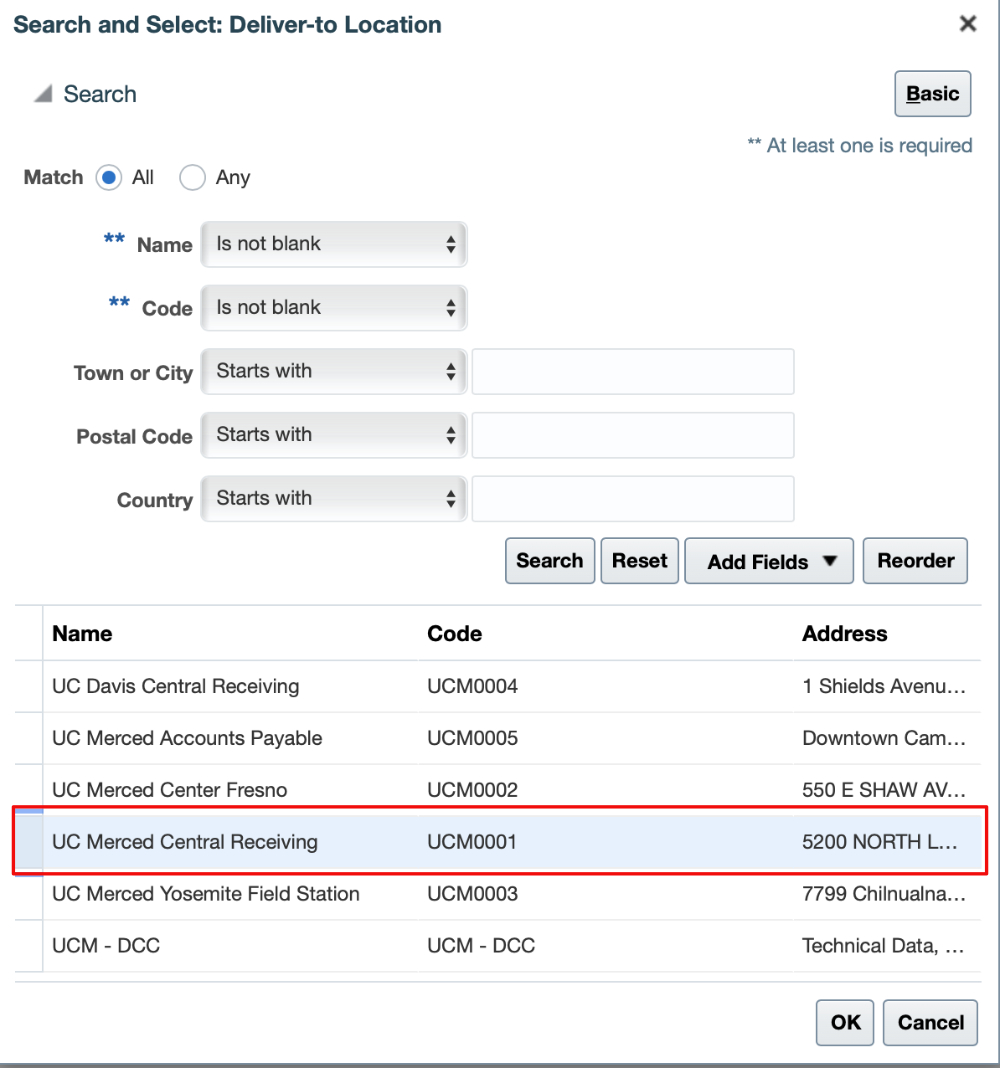 Search and Select: Deliver-to Location ×
Search Basic
** At least one is required
Match All Any
** Name Is not blank
** Code Is not blank
Town or City Starts with
Postal Code Starts with
Country Starts with
Search Reset Add Fields Reorder
Name Code Address
UC Davis Central Receiving UCM0004 1 Shields Avenu...
UC Merced Accounts Payable UCM0005 Downtown Cam...
UC Merced Center Fresno UCM0002 550 E SHAW AV...
UC Merced Central Receiving UCM0001 5200 NORTH L...
UC Merced Yosemite Field Station UCM0003 7799 Chilnualna...
UCM - DCC UCM - DCC Technical Data, ...
OK Cancel